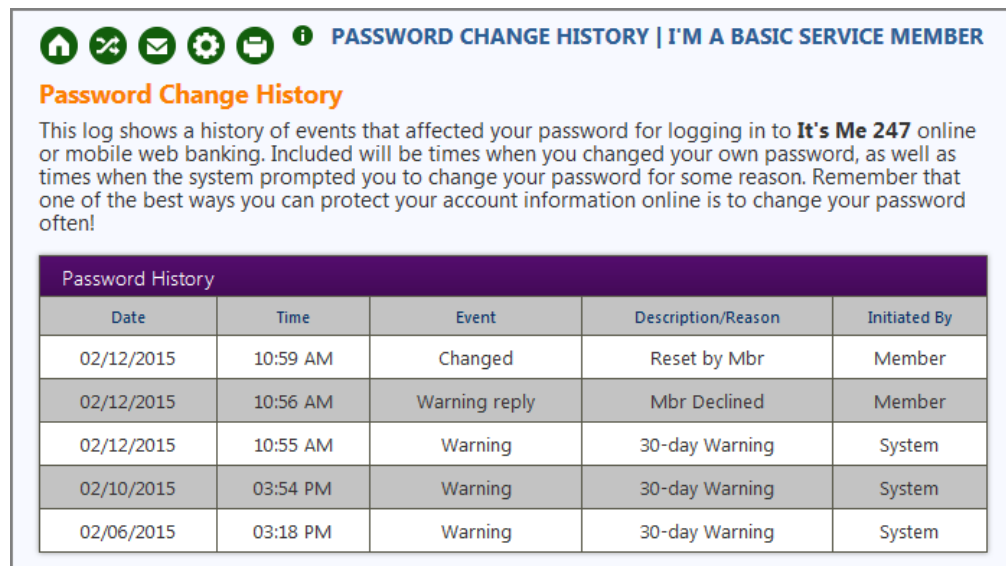 PASSWORD CHANGE HISTORY | I'M A BASIC SERVICE MEMBER
Password Change History
This log shows a history of events that affected your password for logging in to It's Me 247 online
or mobile web banking. Included will be times when you changed your own password, as well as
times when the system prompted you to change your password for some reason. Remember that
one of the best ways you can protect your account information online is to change your password
often!
Password History
Date Time Event Description/Reason Initiated By
02/12/2015 10:59 AM Changed Reset by Mbr Member
02/12/2015 10:56 AM Warning reply Mbr Declined Member
02/12/2015 10:55 AM Warning 30-day Warning System
02/10/2015 03:54 PM Warning 30-day Warning System
02/06/2015 03:18 PM Warning 30-day Warning System